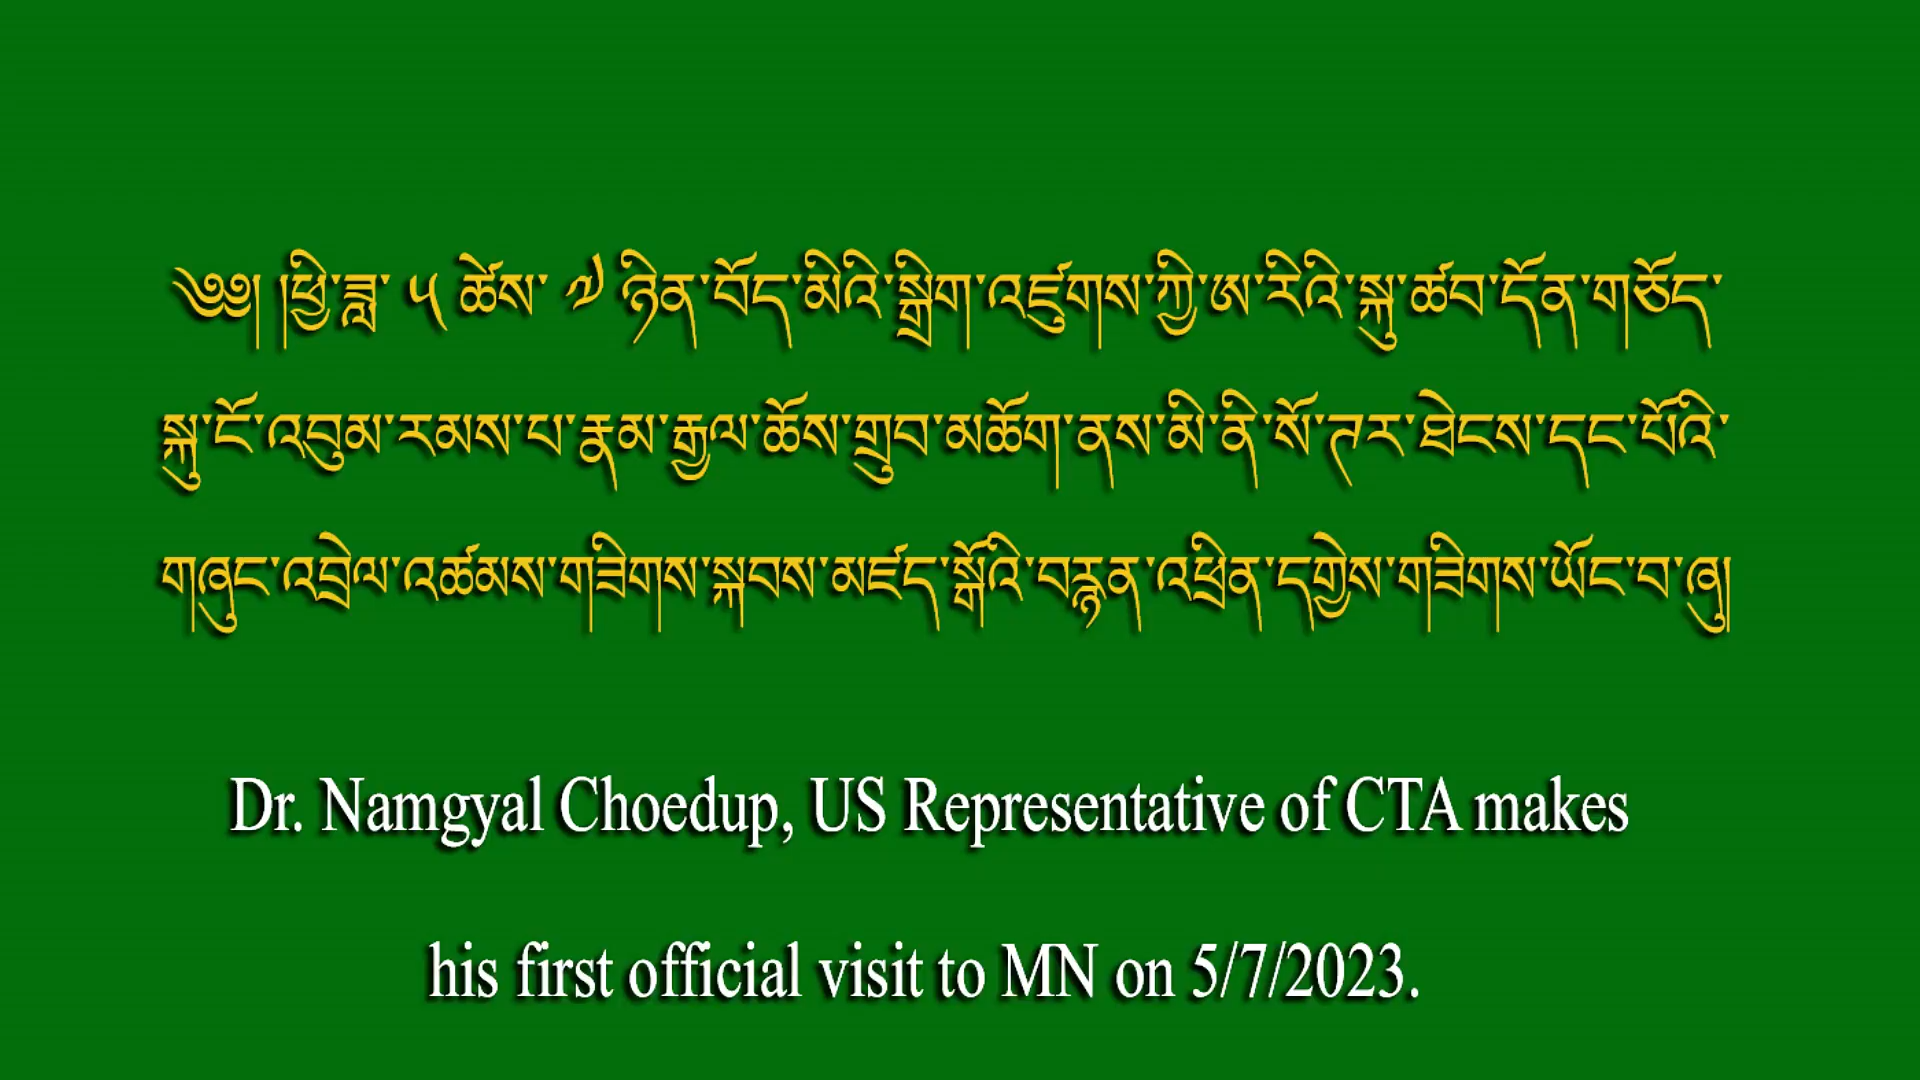 ༄༅། །ཕྱི་ཟླ་ ༥ ཚེས་ ༧ ཉིན་བོད་མིའི་སྒྲིག་འཛུགས་ཀྱི་ཨ་རིའི་སྐུ་ཚབ་དོན་གཅོད་
སྐུ་ངོ་འབུམ་རམས་པ་རྣམ་རྒྱལ་ཆོས་གྲུབ་མཆོག་ནས་མི་ནི་སོ་ཊར་ཐེངས་དང་པོའི་
གཞུང་འབྲེལ་འཚམས་གཟིགས་སྐབས་མཛད་སྒོའི་བརྙན་འཕྲིན་དགྱེས་གཟིགས་ཡོང་བ་ཞུ།
Dr. Namgyal Choedup, US Representative of CTA makes
his first official visit to MN on 5/7/2023.